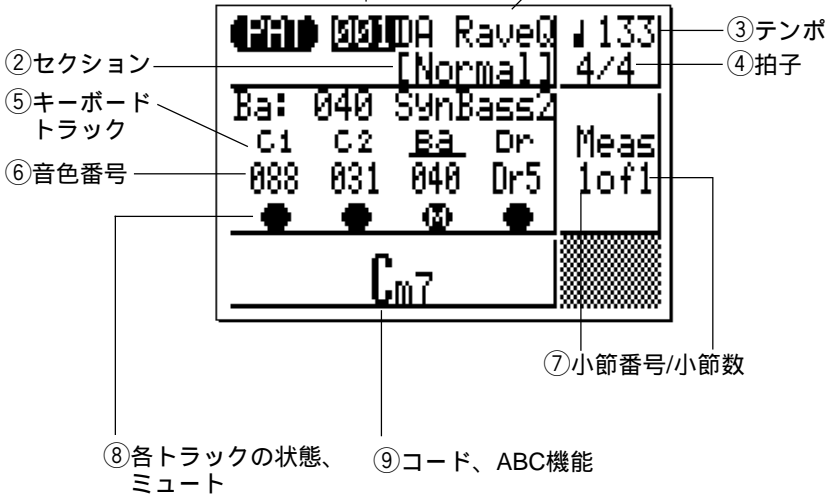 PAT 001 DA RaveQ ♩133
[Normal] 4/4
Ba: 040 SynBass2
C1 C2 Ba Dr
088 031 040 Dr5
M
Meas
1of1
Cm7
②セクション
③テンポ
④拍子
⑤キーボード
トラック
⑥音色番号
⑦小節番号/小節数
⑧各トラックの状態、
ミュート
⑨コード、ABC機能